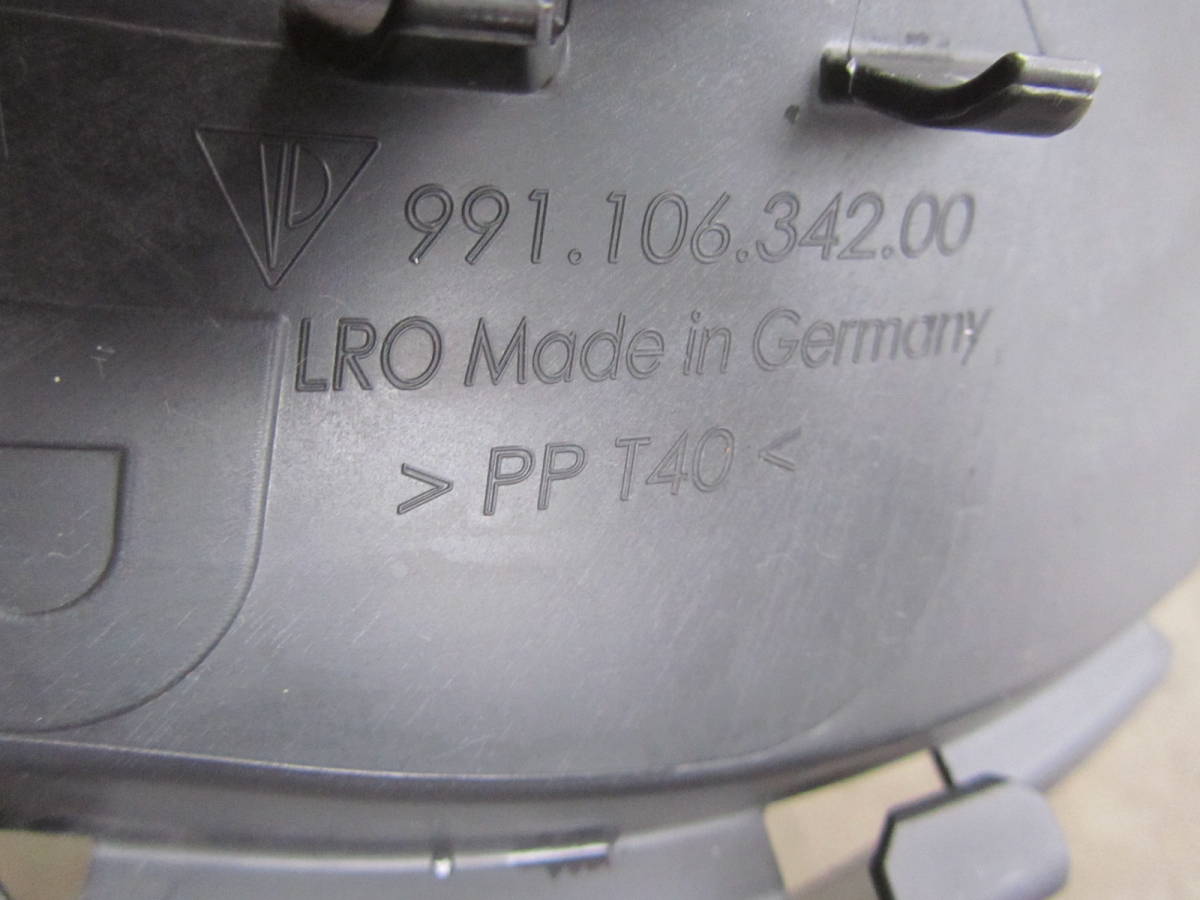 991.106.342.00
LRO Made in Germany
> PP T40 <